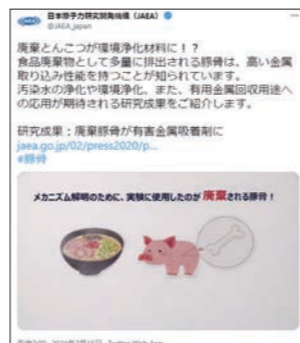 日本原子力研究開発機構（JAEA）
@JAEA_japan
廃棄とんこつが環境浄化材料に！？
食品廃棄物として多量に排出される豚骨は、高い金属
取り込み性能を持つことが知られています。
汚染水の浄化や環境浄化、また、有用金属回収用途へ
の応用が期待される研究成果をご紹介します。
研究成果：廃棄豚骨が有害金属吸着剤に
jaea.go.jp/02/press2020/p...
#豚骨
メカニズム解明のために、実験に使用したのが 廃棄される豚骨！